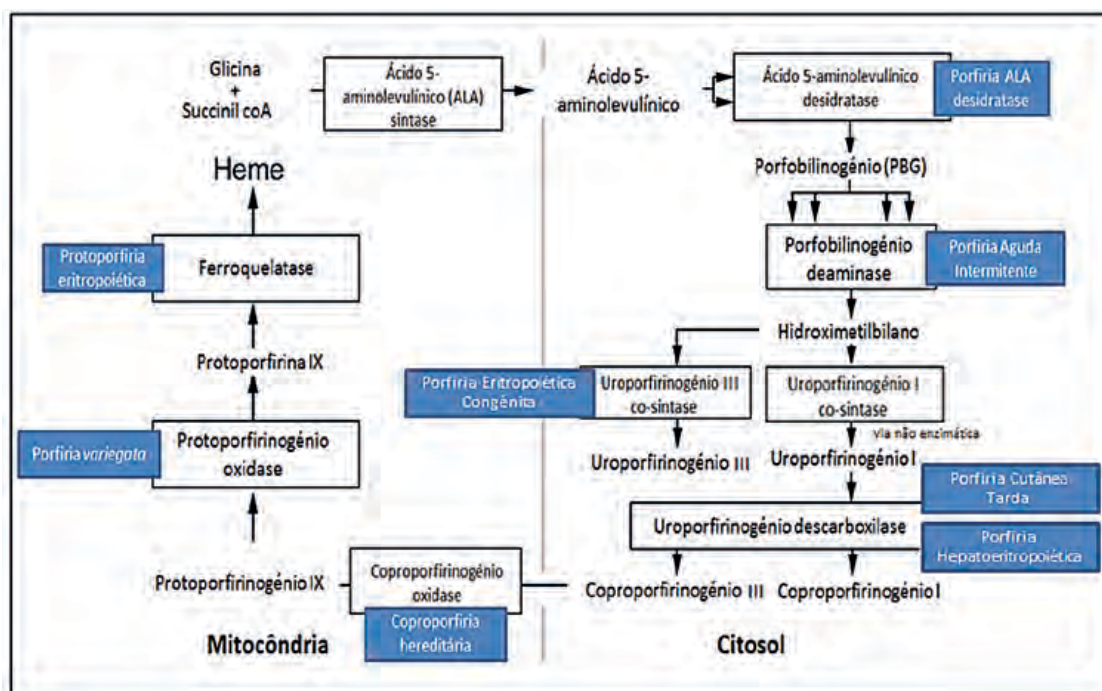 Glicina
+
Succinil coA
Ácido 5-
aminolevulínico (ALA)
sintase
Ácido 5-
aminolevulínico
Ácido 5-aminolevulínico
desidratase
Porfiria ALA
desidratase
Porfobilinogénio (PBG)
Porfobilinogénio
deaminase
Porfiria Aguda
Intermitente
Hidroximetilbilano
Porfiria Eritropoiética
Congénita
Uroporfirinogénio III
co-sintase
Uroporfirinogénio I
co-sintase
Via não enzimática
Uroporfirinogénio III
Uroporfirinogénio I
Porfiria Cutânea
Tarda
Uroporfirinogénio descarboxilase
Porfiria
Hepatoeritropoiética
Coproporfirinogénio III
Coproporfirinogénio I
Coproporfirinogénio
oxidase
Coproporfiria
hereditária
Protoporfirinogénio IX
Protoporfirinogénio
oxidase
Porfiria variegata
Protoporfirina IX
Ferroquelatase
Protoporfiria
eritropoiética
Heme
Mitocôndria
Citosol